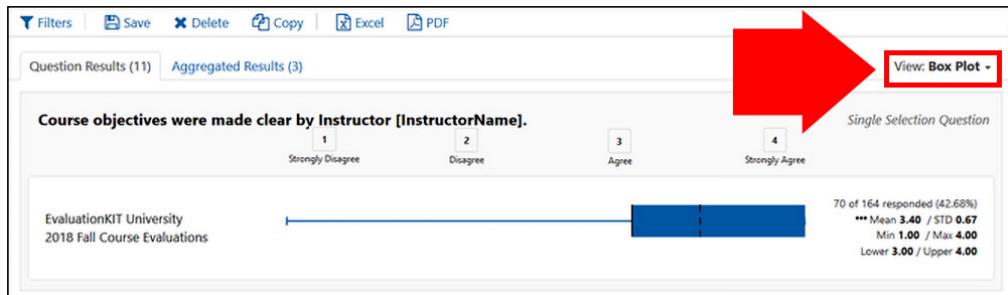 Filters Save Delete Copy Excel PDF
Question Results (11) Aggregated Results (3) View: Box Plot
Course objectives were made clear by Instructor [InstructorName]. Single Selection Question
1 2 3 4
Strongly Disagree Disagree Agree Strongly Agree
70 of 164 responded (42.68%)
EvaluationKIT University *** Mean 3.40 / STD 0.67
2018 Fall Course Evaluations Min 1.00 / Max 4.00
Lower 3.00 / Upper 4.00